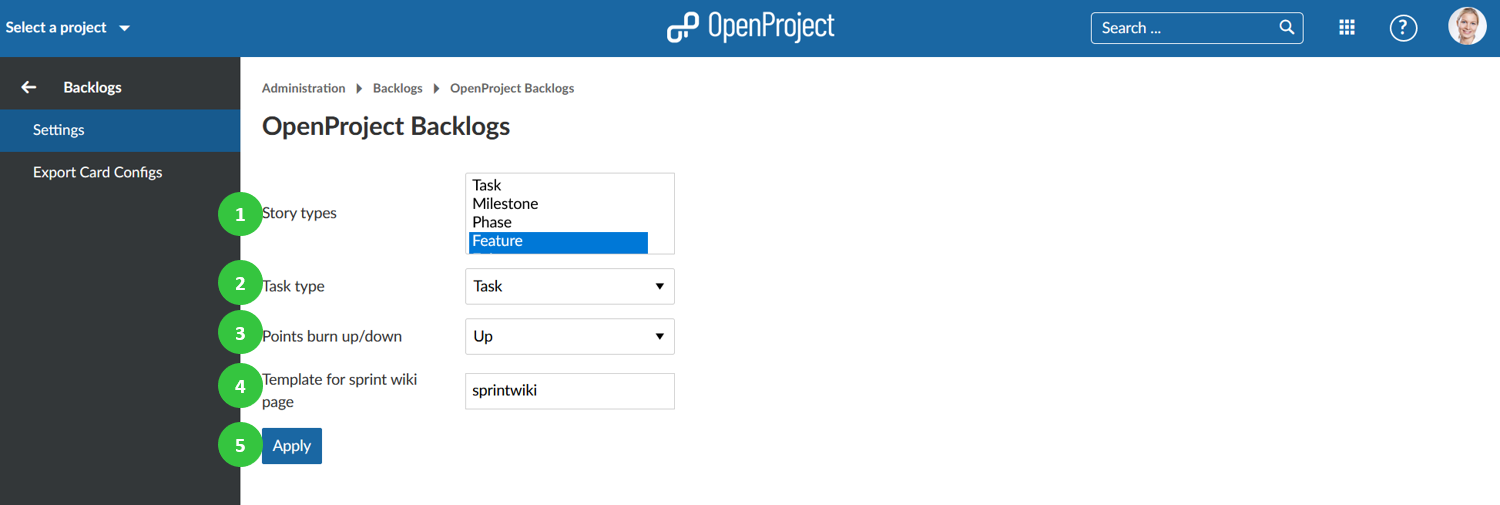 Select a project
OpenProject
Search ...
?
Backlogs
Settings
Export Card Configs
Administration Backlogs OpenProject Backlogs
OpenProject Backlogs
1 Story types
Task
Milestone
Phase
Feature
2 Task type Task
3 Points burn up/down Up
4 Template for sprint wiki
page
sprintwiki
5 Apply